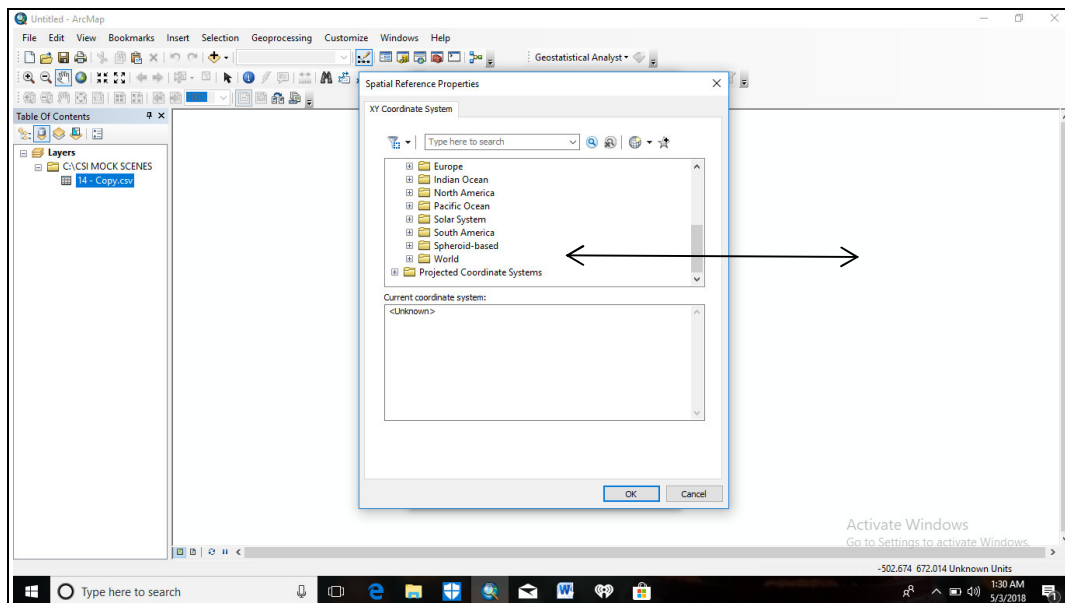 Untitled - ArcMap
File Edit View Bookmarks Insert Selection Geoprocessing Customize Windows Help
Geostatistical Analyst
Table Of Contents
Layers
C:\CSI MOCK SCENES
14 - Copy.csv
Spatial Reference Properties
XY Coordinate System
Type here to search
Europe
Indian Ocean
North America
Pacific Ocean
Solar System
South America
Spheroid-based
World
Projected Coordinate Systems
Current coordinate system:
<Unknown>
OK Cancel
Activate Windows
Go to Settings to activate Windows.
-502.674 672.014 Unknown Units
Type here to search
1:30 AM
5/3/2018